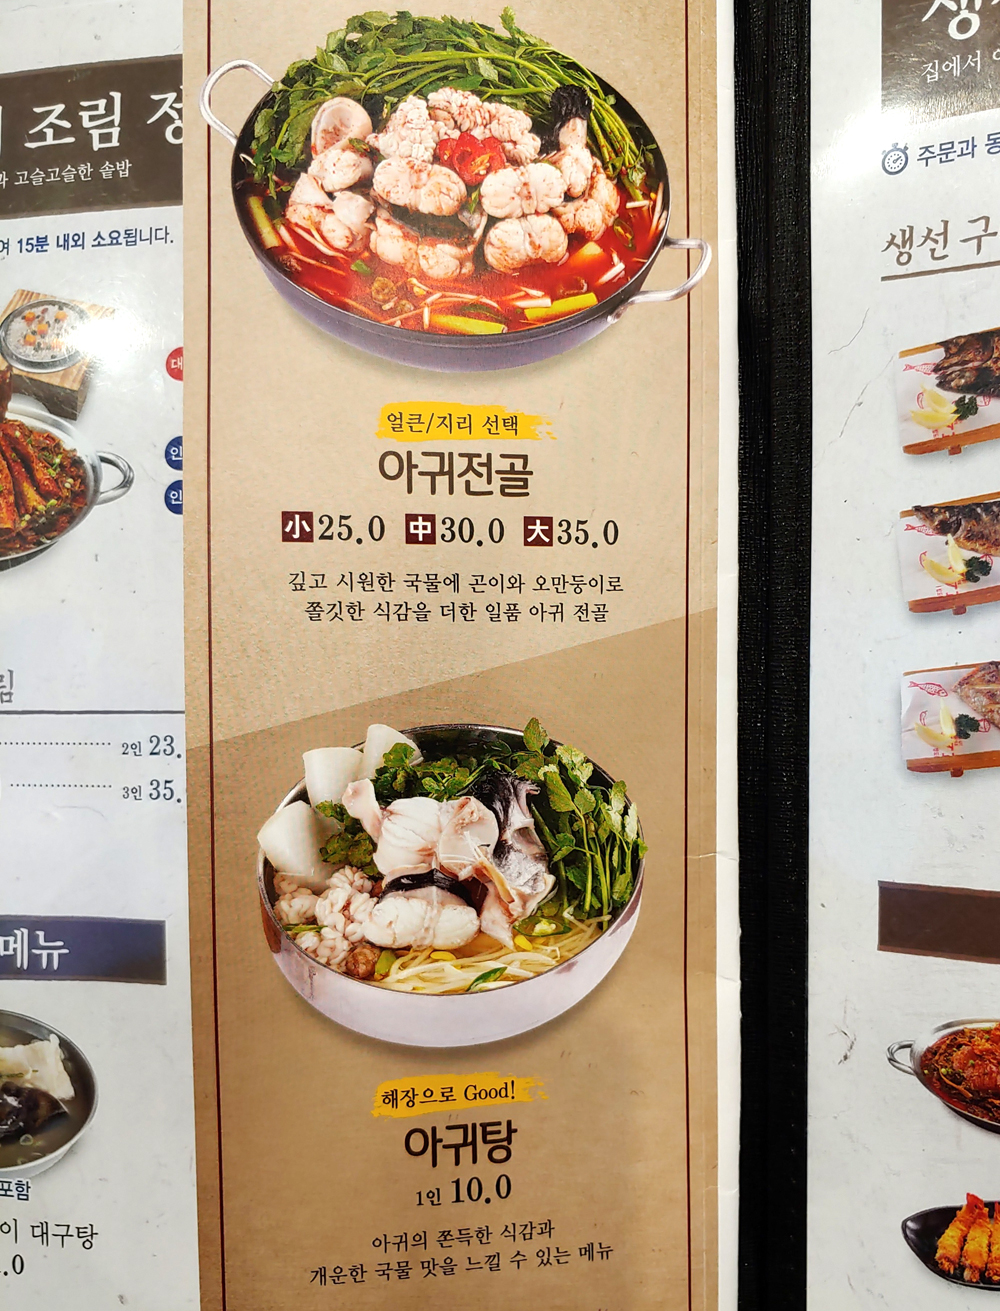 조림
고슬고슬한 솥밥
15분 내외 소요됩니다.
2인 23.
3인 35.
메뉴
포함
대구탕
.0
얼큰/지리 선택
아귀전골
小 25.0 中 30.0 大 35.0
깊고 시원한 국물에 곤이와 오만둥이로
쫄깃한 식감을 더한 일품 아귀 전골
해장으로 Good!
아귀탕
1인 10.0
아귀의 쫀득한 식감과
개운한 국물 맛을 느낄 수 있는 메뉴
집에서
주문과
생선 구